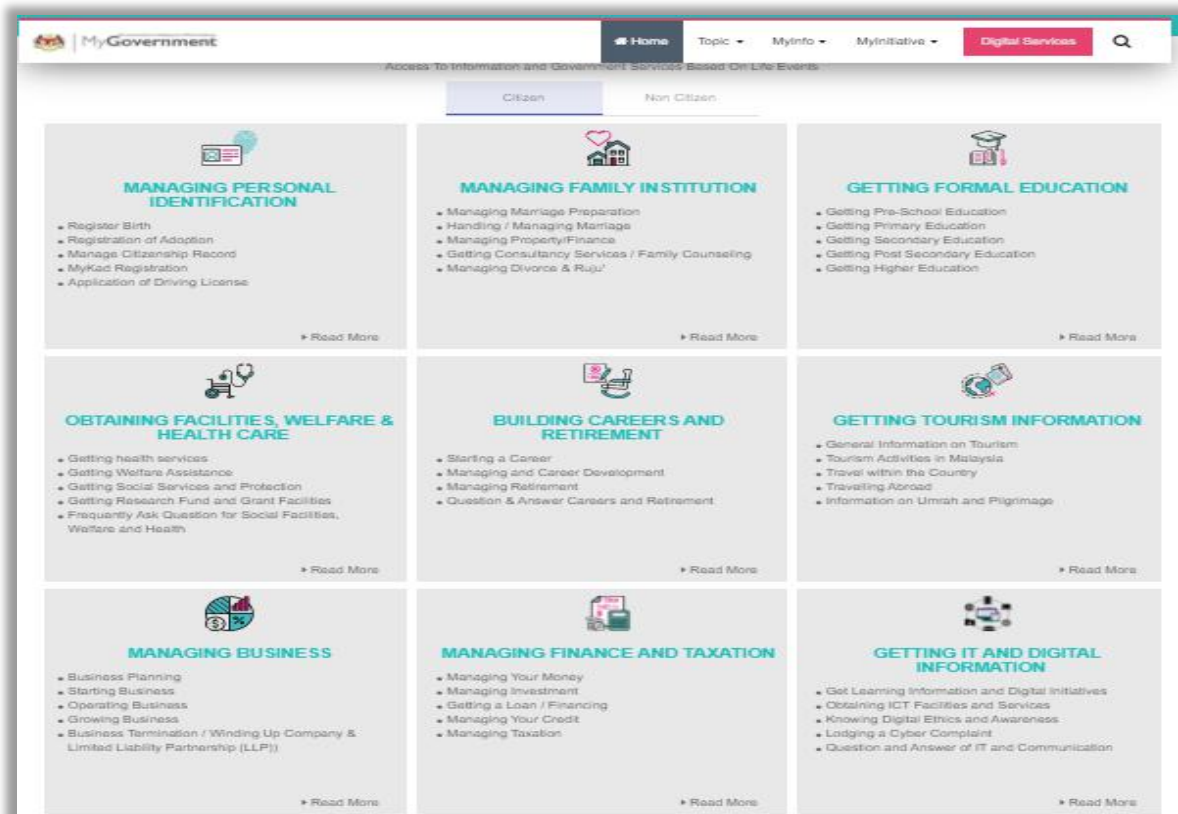 MyGovernment
Home Topic MyInfo MyInitiative Digital Services
Access To Information and Government Services Based On Life Events
Citizen Non Citizen
MANAGING PERSONAL
IDENTIFICATION
Register Birth
Registration of Adoption
Manage Citizenship Record
MyKad Registration
Application of Driving License
Read More
MANAGING FAMILY INSTITUTION
Managing Marriage Preparation
Handling / Managing Marriage
Managing Property/Finance
Getting Consultancy Services / Family Counseling
Managing Divorce & Ruju'
Read More
GETTING FORMAL EDUCATION
Getting Pre-School Education
Getting Primary Education
Getting Secondary Education
Getting Post Secondary Education
Getting Higher Education
Read More
OBTAINING FACILITIES, WELFARE &
HEALTH CARE
Getting health services
Getting Welfare Assistance
Getting Social Services and Protection
Getting Research Fund and Grant Facilities
Frequently Ask Question for Social Facilities,
Welfare and Health
Read More
BUILDING CAREERS AND
RETIREMENT
Starting a Career
Managing and Career Development
Managing Retirement
Question & Answer Careers and Retirement
Read More
GETTING TOURISM INFORMATION
General Information on Tourism
Tourism Activities in Malaysia
Travel within the Country
Travelling Abroad
Information on Umrah and Pilgrimage
Read More
MANAGING BUSINESS
Business Planning
Starting Business
Operating Business
Growing Business
Business Termination / Winding Up Company &
Limited Liability Partnership (LLP))
Read More
MANAGING FINANCE AND TAXATION
Managing Your Money
Managing Investment
Getting a Loan / Financing
Managing Your Credit
Managing Taxation
Read More
GETTING IT AND DIGITAL
INFORMATION
Get Learning Information and Digital Initiatives
Obtaining ICT Facilities and Services
Knowing Digital Ethics and Awareness
Lodging a Cyber Complaint
Question and Answer of IT and Communication
Read More